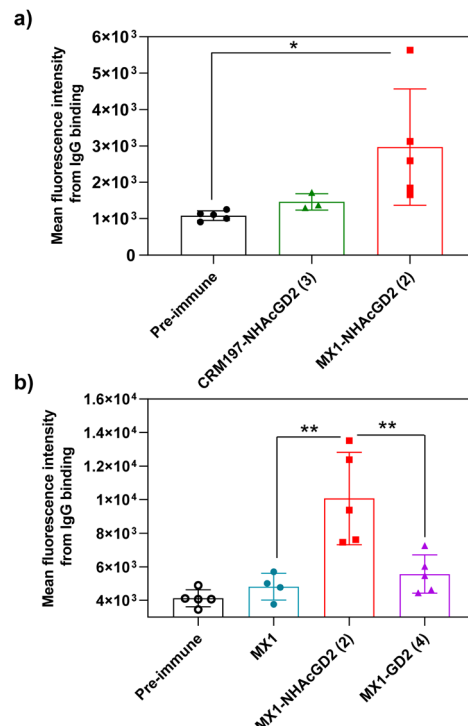 a)
Mean fluorescence intensity
from IgG binding
6×10³
5×10³
4×10³
3×10³
2×10³
1×10³
0
*
Pre-immune
CRM197-NHAcGD2 (3)
MX1-NHAcGD2 (2)
b)
Mean fluorescence intensity
from IgG binding
1.6×10⁴
1.4×10⁴
1.2×10⁴
1×10⁴
8×10³
6×10³
4×10³
**
**
Pre-immune
MX1
MX1-NHAcGD2 (2)
MX1-GD2 (4)